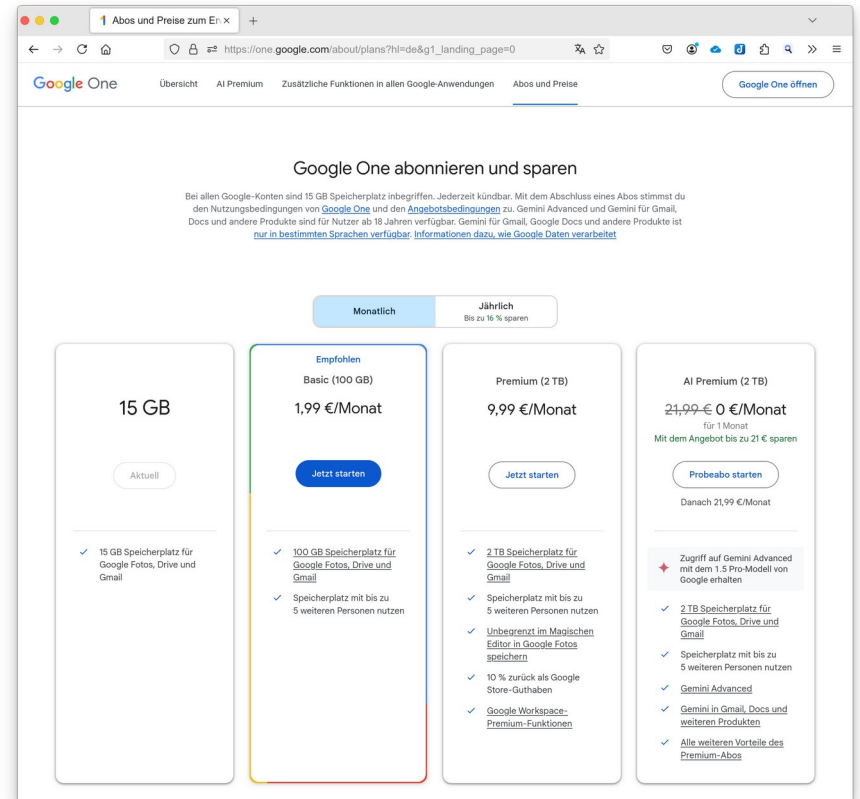 Abos und Preise zum Er
https://one.google.com/about/plans?hl=de&g1_landing_page=0
Google One
Übersicht
AI Premium
Zusätzliche Funktionen in allen Google-Anwendungen
Abos und Preise
Google One öffnen
Google One abonnieren und sparen
Bei allen Google-Konten sind 15 GB Speicherplatz inbegriffen. Jederzeit kündbar. Mit dem Abschluss eines Abos stimmst du
den Nutzungsbedingungen von Google One und den Angebotsbedingungen zu. Gemini Advanced und Gemini für Gmail,
Docs und andere Produkte sind für Nutzer ab 18 Jahren verfügbar. Gemini für Gmail, Google Docs und andere Produkte ist
nur in bestimmten Sprachen verfügbar. Informationen dazu, wie Google Daten verarbeitet
Monatlich
Jährlich
Bis zu 16 % sparen
15 GB
Aktuell
15 GB Speicherplatz für
Google Fotos, Drive und
Gmail
Empfohlen
Basic (100 GB)
1,99 €/Monat
Jetzt starten
100 GB Speicherplatz für
Google Fotos, Drive und
Gmail
Speicherplatz mit bis zu
5 weiteren Personen nutzen
Premium (2 TB)
9,99 €/Monat
Jetzt starten
2 TB Speicherplatz für
Google Fotos, Drive und
Gmail
Speicherplatz mit bis zu
5 weiteren Personen nutzen
Unbegrenzt im Magischen
Editor in Google Fotos
speichern
10 % zurück als Google
Store-Guthaben
Google Workspace-
Premium-Funktionen
AI Premium (2 TB)
21,99 € 0 €/Monat
für 1 Monat
Mit dem Angebot bis zu 21 € sparen
Probeabo starten
Danach 21,99 €/Monat
Zugriff auf Gemini Advanced
mit dem 1.5 Pro-Modell von
Google erhalten
2 TB Speicherplatz für
Google Fotos, Drive und
Gmail
Speicherplatz mit bis zu
5 weiteren Personen nutzen
Gemini Advanced
Gemini in Gmail, Docs und
weiteren Produkten
Alle weiteren Vorteile des
Premium-Abos